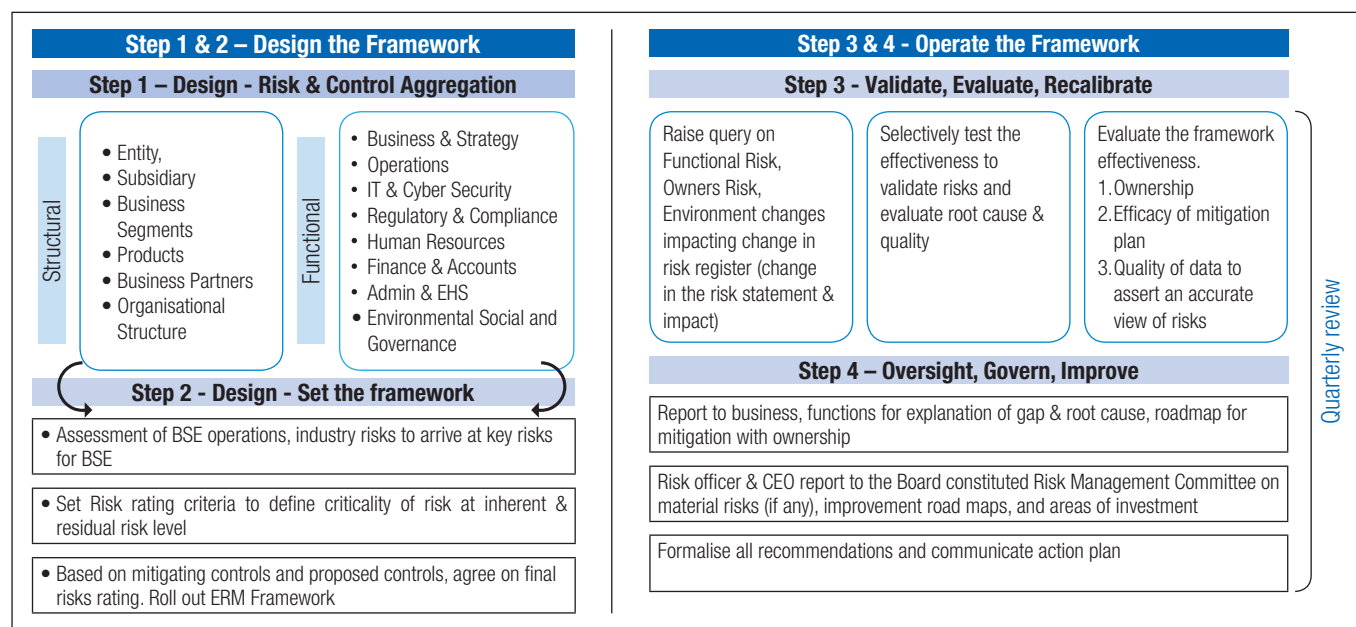 Step 1 & 2 – Design the Framework
Step 1 – Design - Risk & Control Aggregation
Structural
• Entity,
• Subsidiary
• Business
Segments
• Products
• Business Partners
• Organisational
Structure
Functional
• Business & Strategy
• Operations
• IT & Cyber Security
• Regulatory & Compliance
• Human Resources
• Finance & Accounts
• Admin & EHS
• Environmental Social and
Governance
Step 2 - Design - Set the framework
• Assessment of BSE operations, industry risks to arrive at key risks
for BSE
• Set Risk rating criteria to define criticality of risk at inherent &
residual risk level
• Based on mitigating controls and proposed controls, agree on final
risks rating. Roll out ERM Framework
Step 3 & 4 - Operate the Framework
Step 3 - Validate, Evaluate, Recalibrate
Raise query on
Functional Risk,
Owners Risk,
Environment changes
impacting change in
risk register (change
in the risk statement &
impact)
Selectively test the
effectiveness to
validate risks and
evaluate root cause &
quality
Evaluate the framework
effectiveness.
1. Ownership
2. Efficacy of mitigation
plan
3. Quality of data to
assert an accurate
view of risks
Step 4 – Oversight, Govern, Improve
Report to business, functions for explanation of gap & root cause, roadmap for
mitigation with ownership
Risk officer & CEO report to the Board constituted Risk Management Committee on
material risks (if any), improvement road maps, and areas of investment
Formalise all recommendations and communicate action plan
Quarterly review